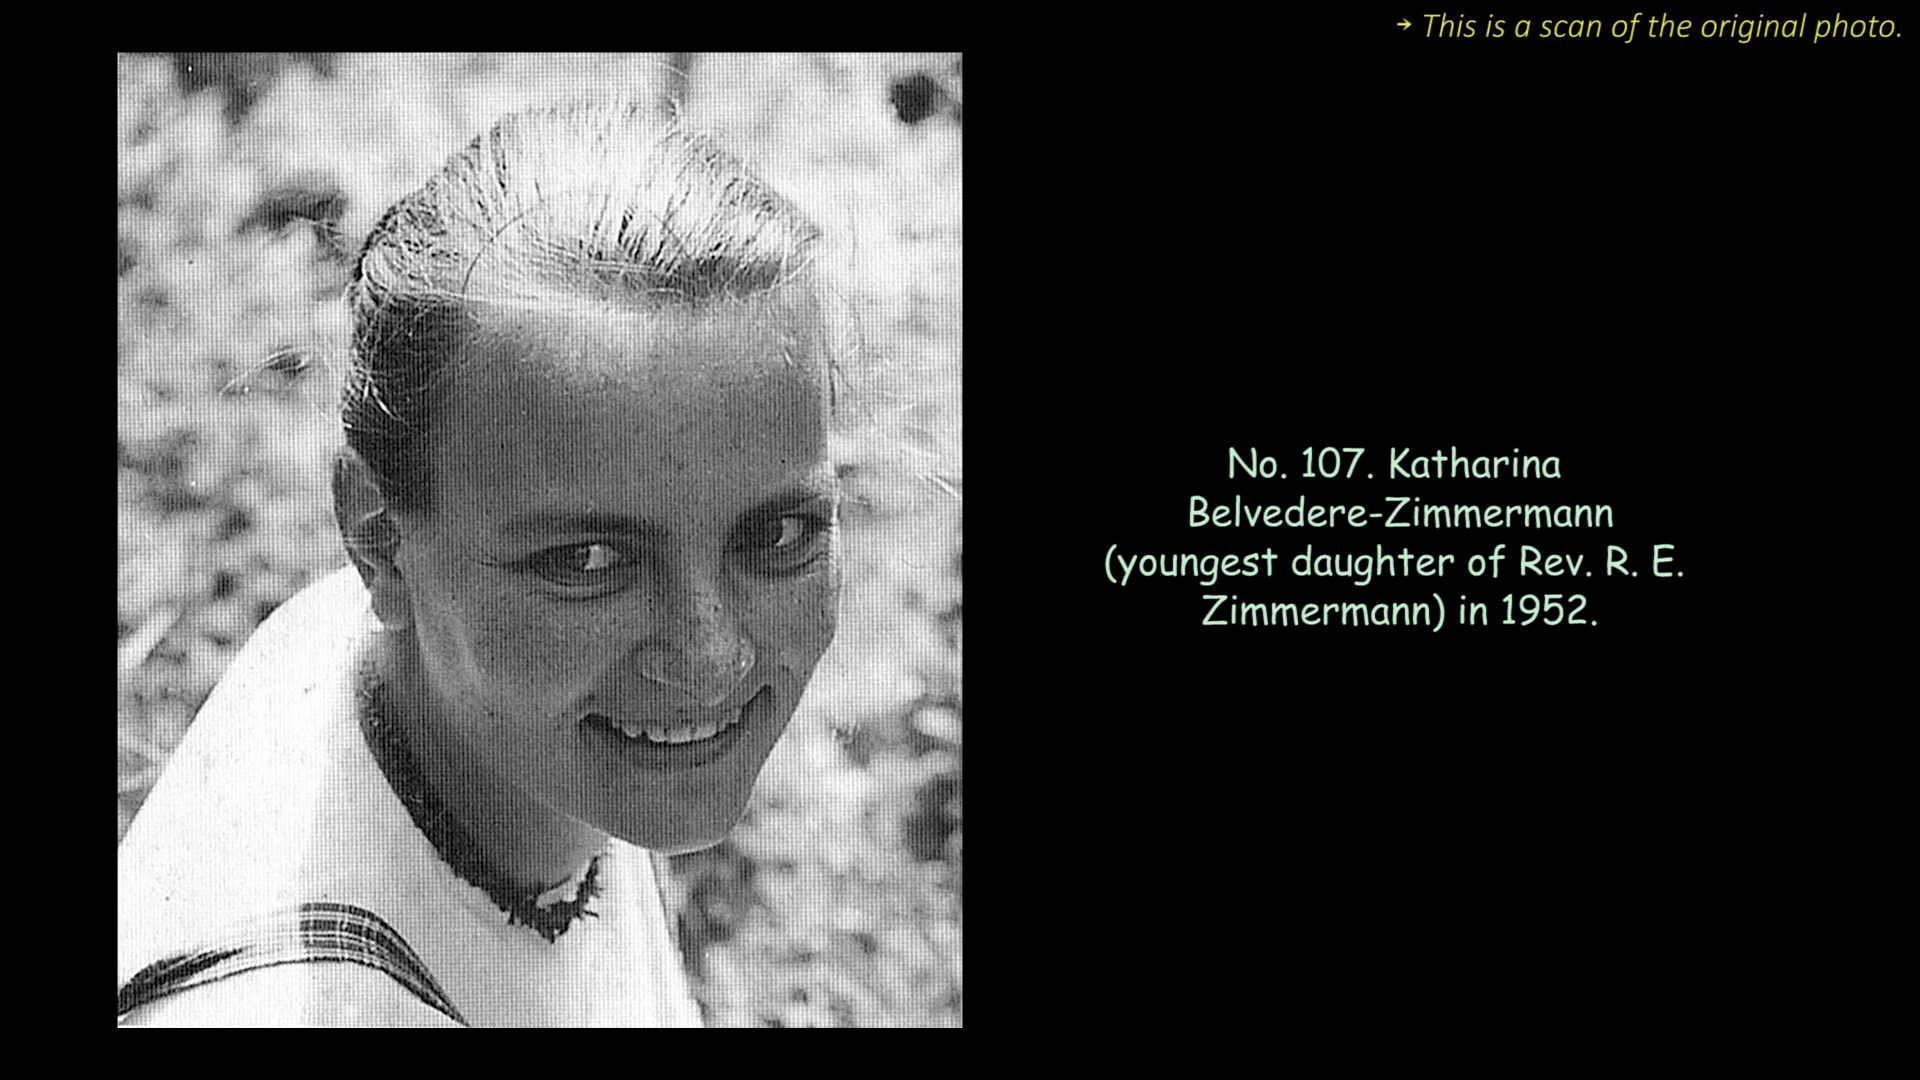 → This is a scan of the original photo.
No. 107. Katharina
Belvedere-Zimmermann
(youngest daughter of Rev. R. E.
Zimmermann) in 1952.